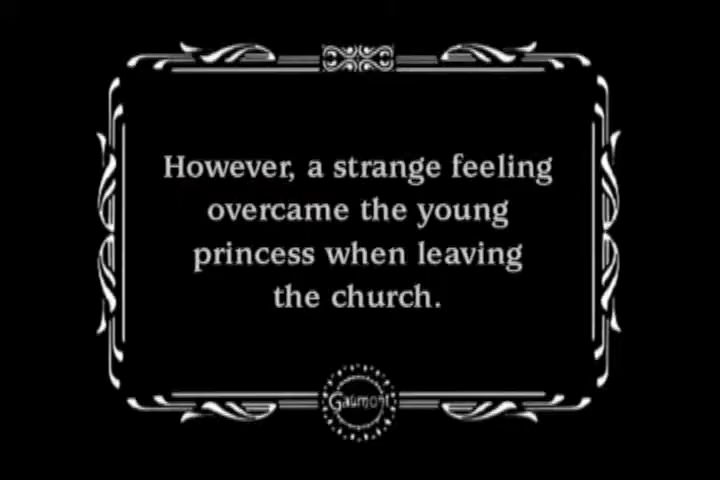 However, a strange feeling
overcame the young
princess when leaving
the church.
Gaumont